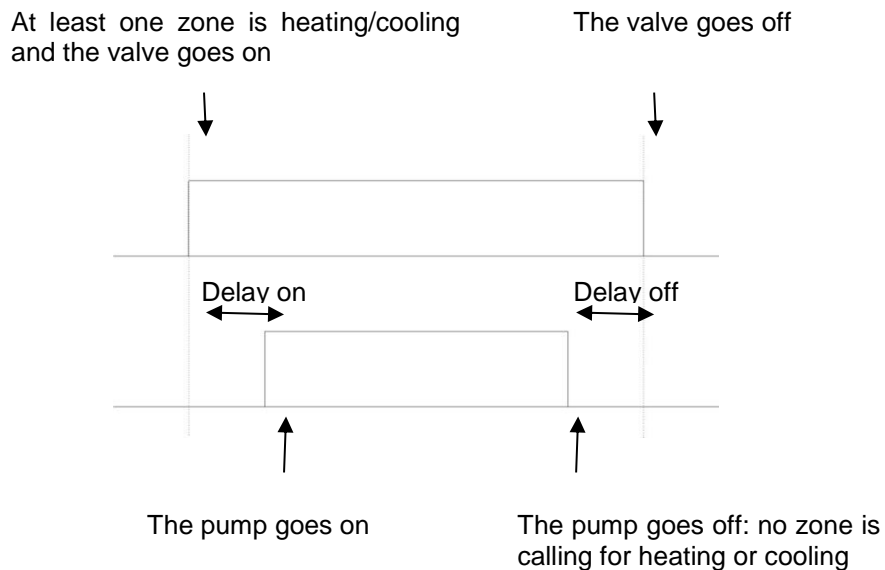 At least one zone is heating/cooling
and the valve goes on
The valve goes off
Delay on
Delay off
The pump goes on
The pump goes off: no zone is
calling for heating or cooling